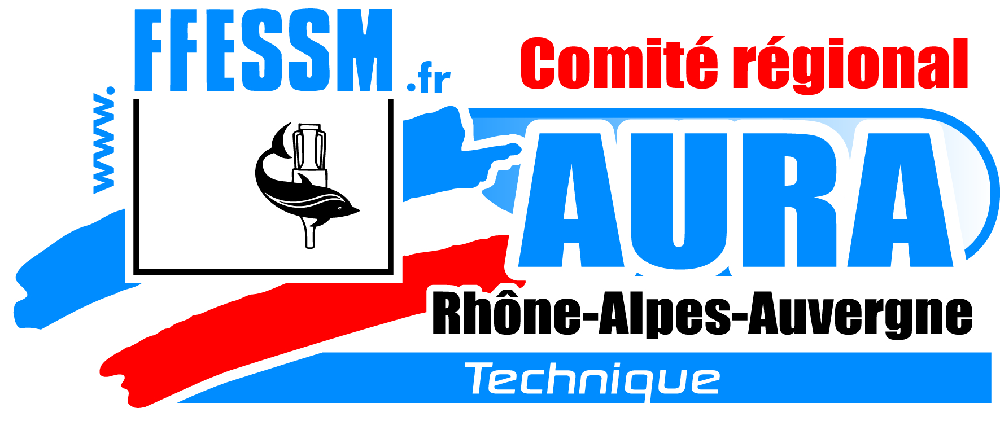 www.FFESSM.fr
Comité régional
AURA
Rhône-Alpes-Auvergne
Technique